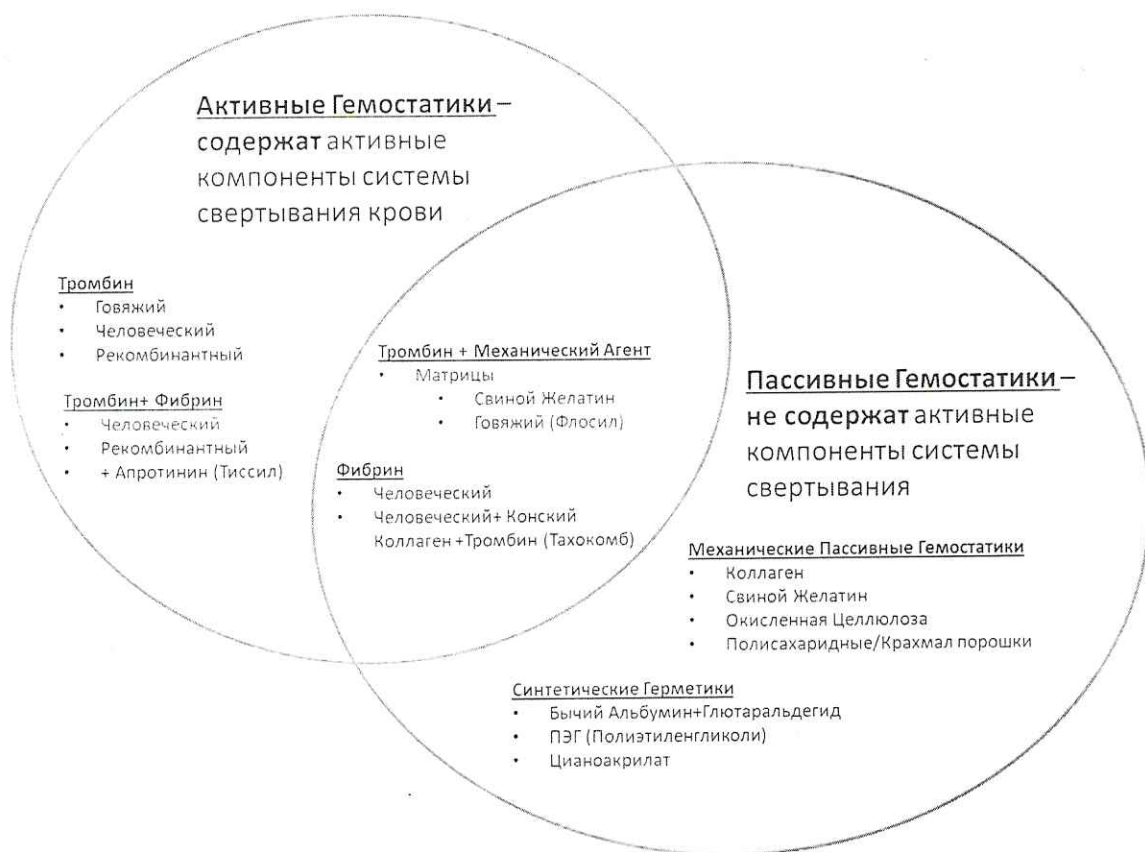 Активные Гемостатики –
содержат активные
компоненты системы
свертывания крови
Тромбин
• Говяжий
• Человеческий
• Рекомбинантный
Тромбин+ Фибрин
• Человеческий
• Рекомбинантный
• + Апротинин (Тиссил)
Тромбин + Механический Агент
• Матрицы
• Свиной Желатин
• Говяжий (Флосил)
Фибрин
• Человеческий
• Человеческий+ Конский
Коллаген +Тромбин (Тахокомб)
Пассивные Гемостатики –
не содержат активные
компоненты системы
свертывания
Механические Пассивные Гемостатики
• Коллаген
• Свиной Желатин
• Окисленная Целлюлоза
• Полисахаридные/Крахмал порошки
Синтетические Герметики
• Бычий Альбумин+Глютаральдегид
• ПЭГ (Полиэтиленгликоли)
• Цианоакрилат